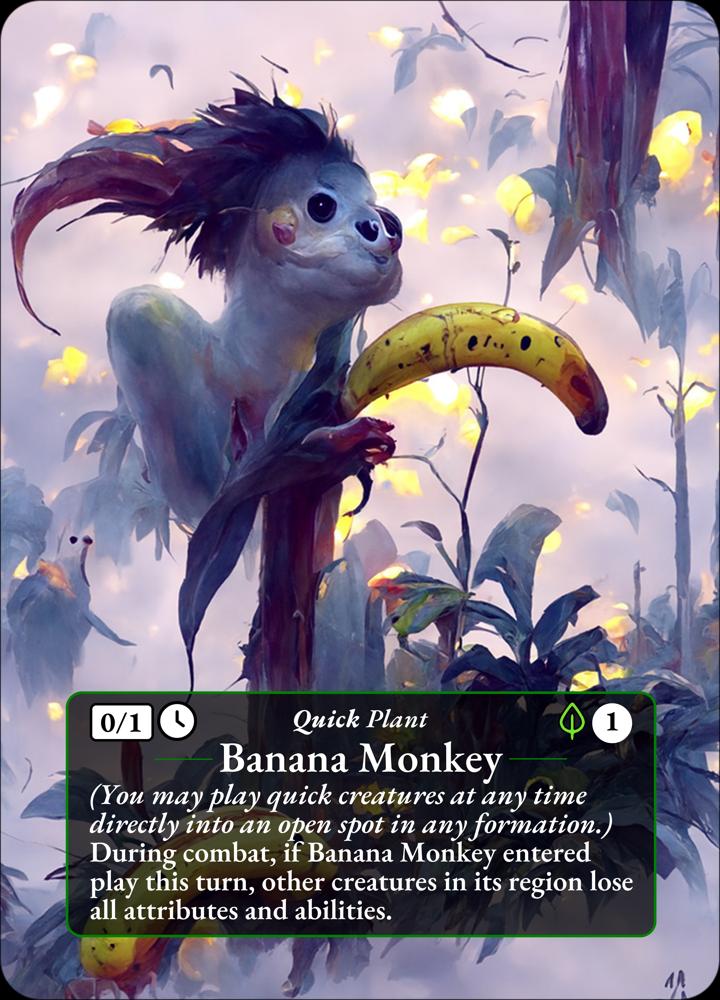 0/1 Quick Plant 1
Banana Monkey
(You may play quick creatures at any time
directly into an open spot in any formation.)
During combat, if Banana Monkey entered
play this turn, other creatures in its region lose
all attributes and abilities.